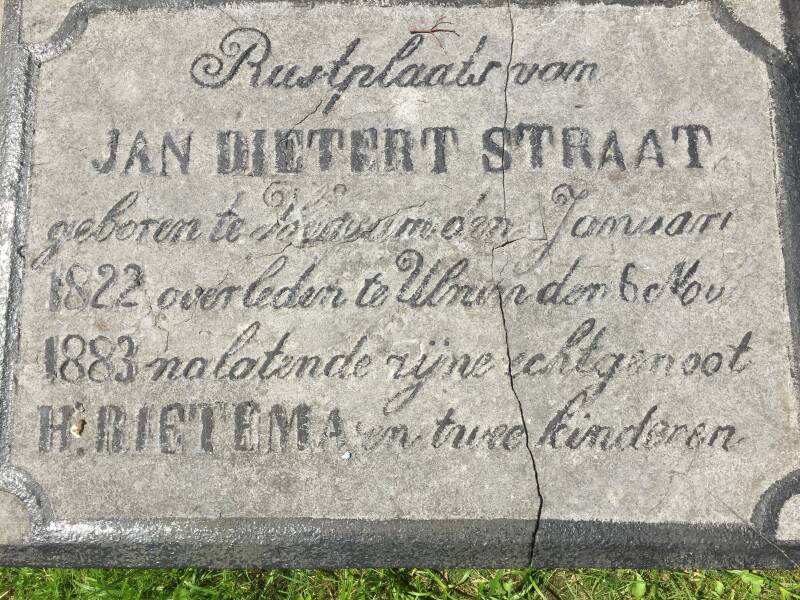 Rustplaats van
JAN DIETERT STRAAT
geboren te den Januari
1822 overleden te Ulrum den 6 Nov
1883 nalatende zijne echtgenoot
H. RIETEMA en twee kinderen